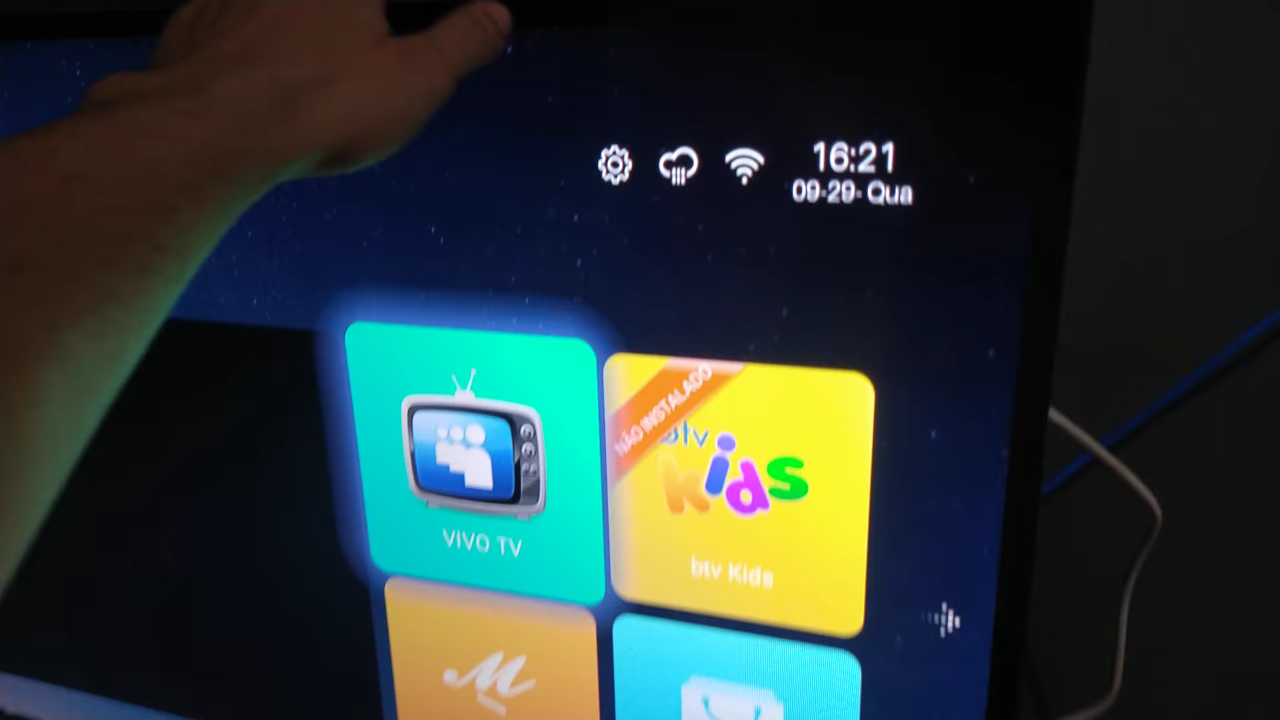 16:21
09-29- Qua
NÃO INSTALADO
btv
kids
VIVO TV
btv Kids
M